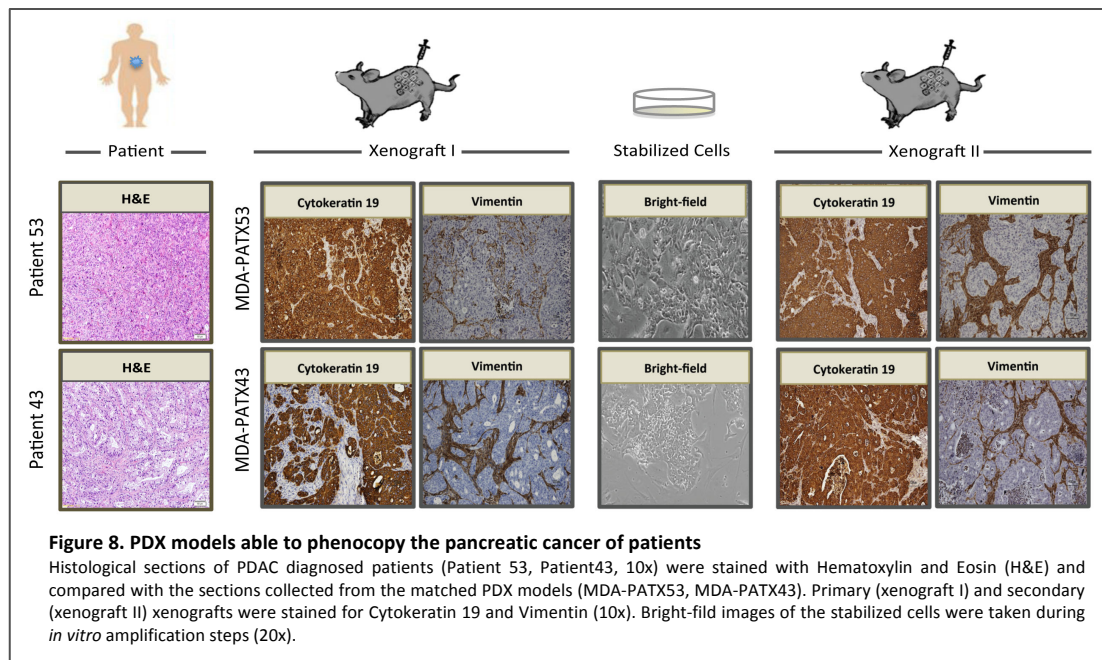 Patient
Xenograft I
Stabilized Cells
Xenograft II
Patient 53
H&E
MDA-PATX53
Cytokeratin 19
Vimentin
Bright-field
Cytokeratin 19
Vimentin
Patient 43
H&E
MDA-PATX43
Cytokeratin 19
Vimentin
Bright-field
Cytokeratin 19
Vimentin
Figure 8. PDX models able to phenocopy the pancreatic cancer of patients
Histological sections of PDAC diagnosed patients (Patient 53, Patient43, 10x) were stained with Hematoxylin and Eosin (H&E) and
compared with the sections collected from the matched PDX models (MDA-PATX53, MDA-PATX43). Primary (xenograft I) and secondary
(xenograft II) xenografts were stained for Cytokeratin 19 and Vimentin (10x). Bright-fild images of the stabilized cells were taken during
in vitro amplification steps (20x).